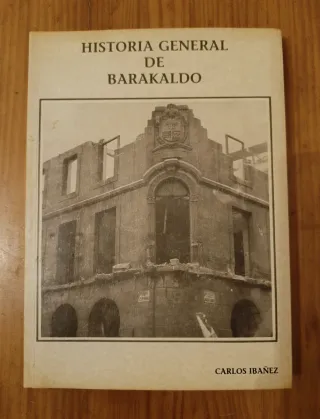 HISTORIA GENERAL
DE
BARAKALDO
CARLOS IBAÑEZ